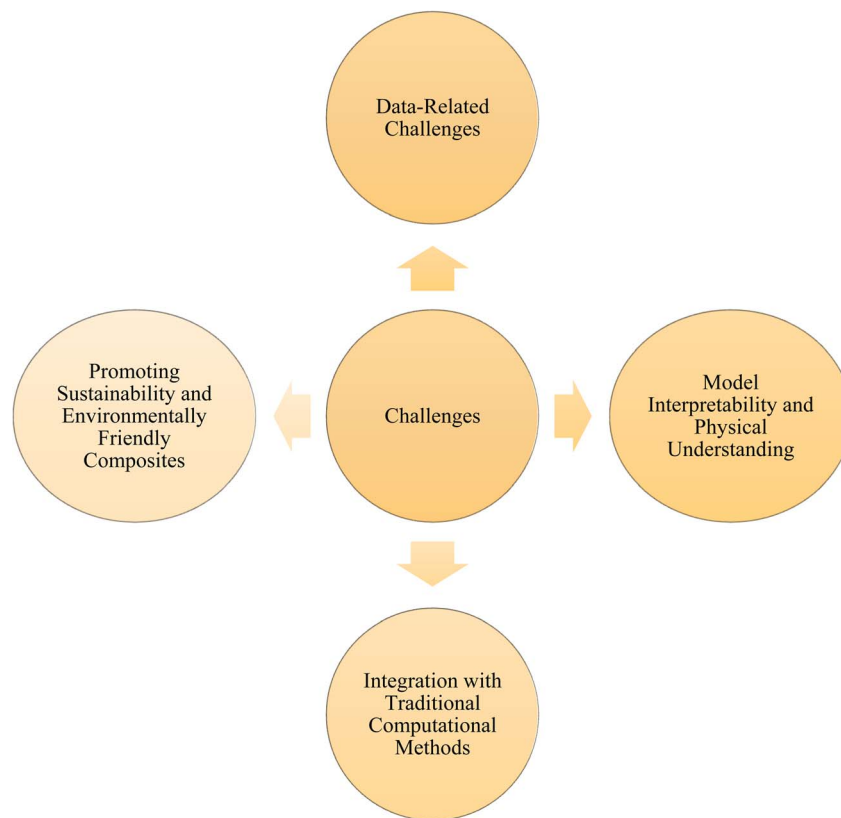 Data-Related
Challenges
Promoting
Sustainability and
Environmentally
Friendly
Composites
Challenges
Model
Interpretability and
Physical
Understanding
Integration with
Traditional
Computational
Methods